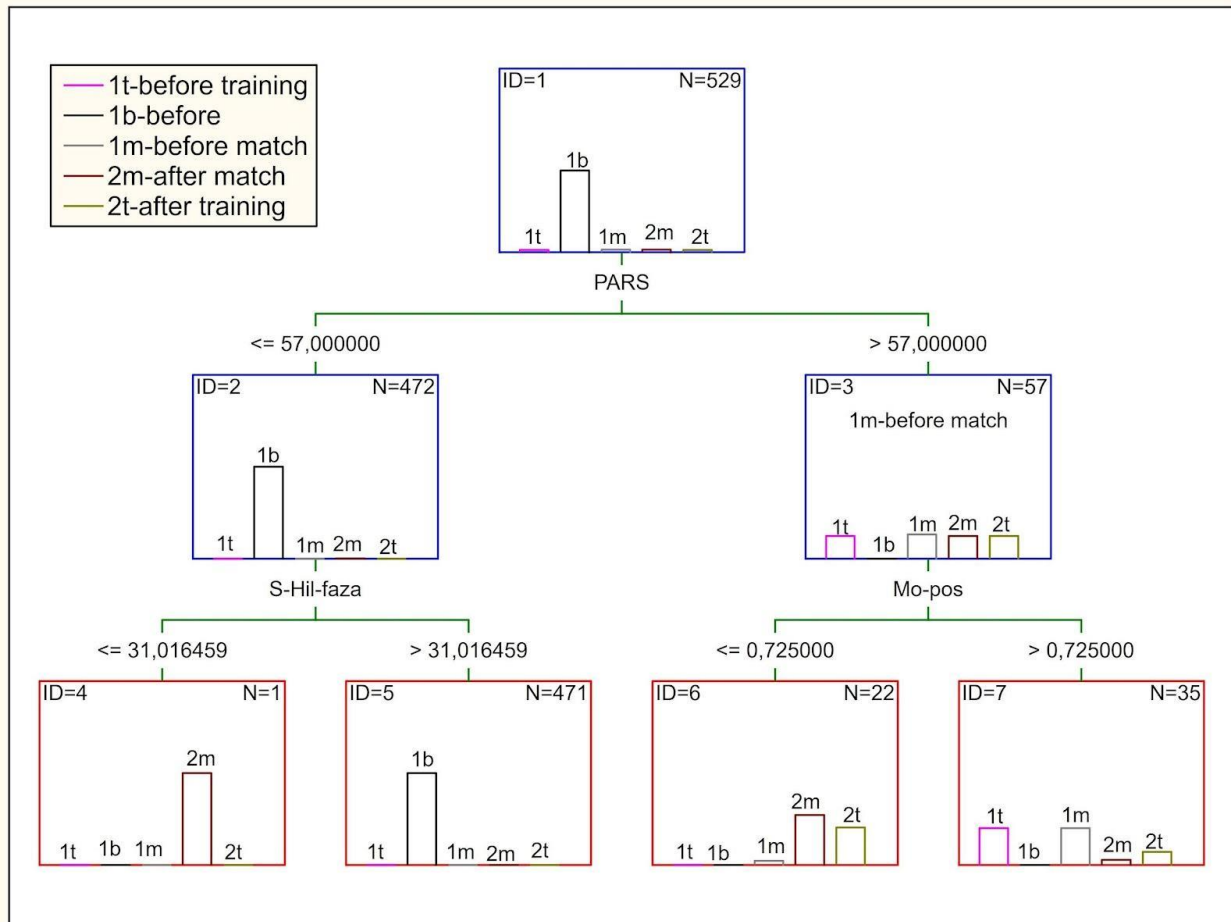 1t-before training
1b-before
1m-before match
2m-after match
2t-after training
ID=1 N=529
1b
1t 1m 2m 2t
PARS
<= 57,000000 > 57,000000
ID=2 N=472
1b
1t 1m 2m 2t
ID=3 N=57
1m-before match
1t 1b 1m 2m 2t
S-Hil-faza Mo-pos
<= 31,016459 > 31,016459 <= 0,725000 > 0,725000
ID=4 N=1
2m
1t 1b 1m 2t
ID=5 N=471
1b
1t 1m 2m 2t
ID=6 N=22
2m 2t
1t 1b 1m
ID=7 N=35
1t 1m
1b 2m 2t